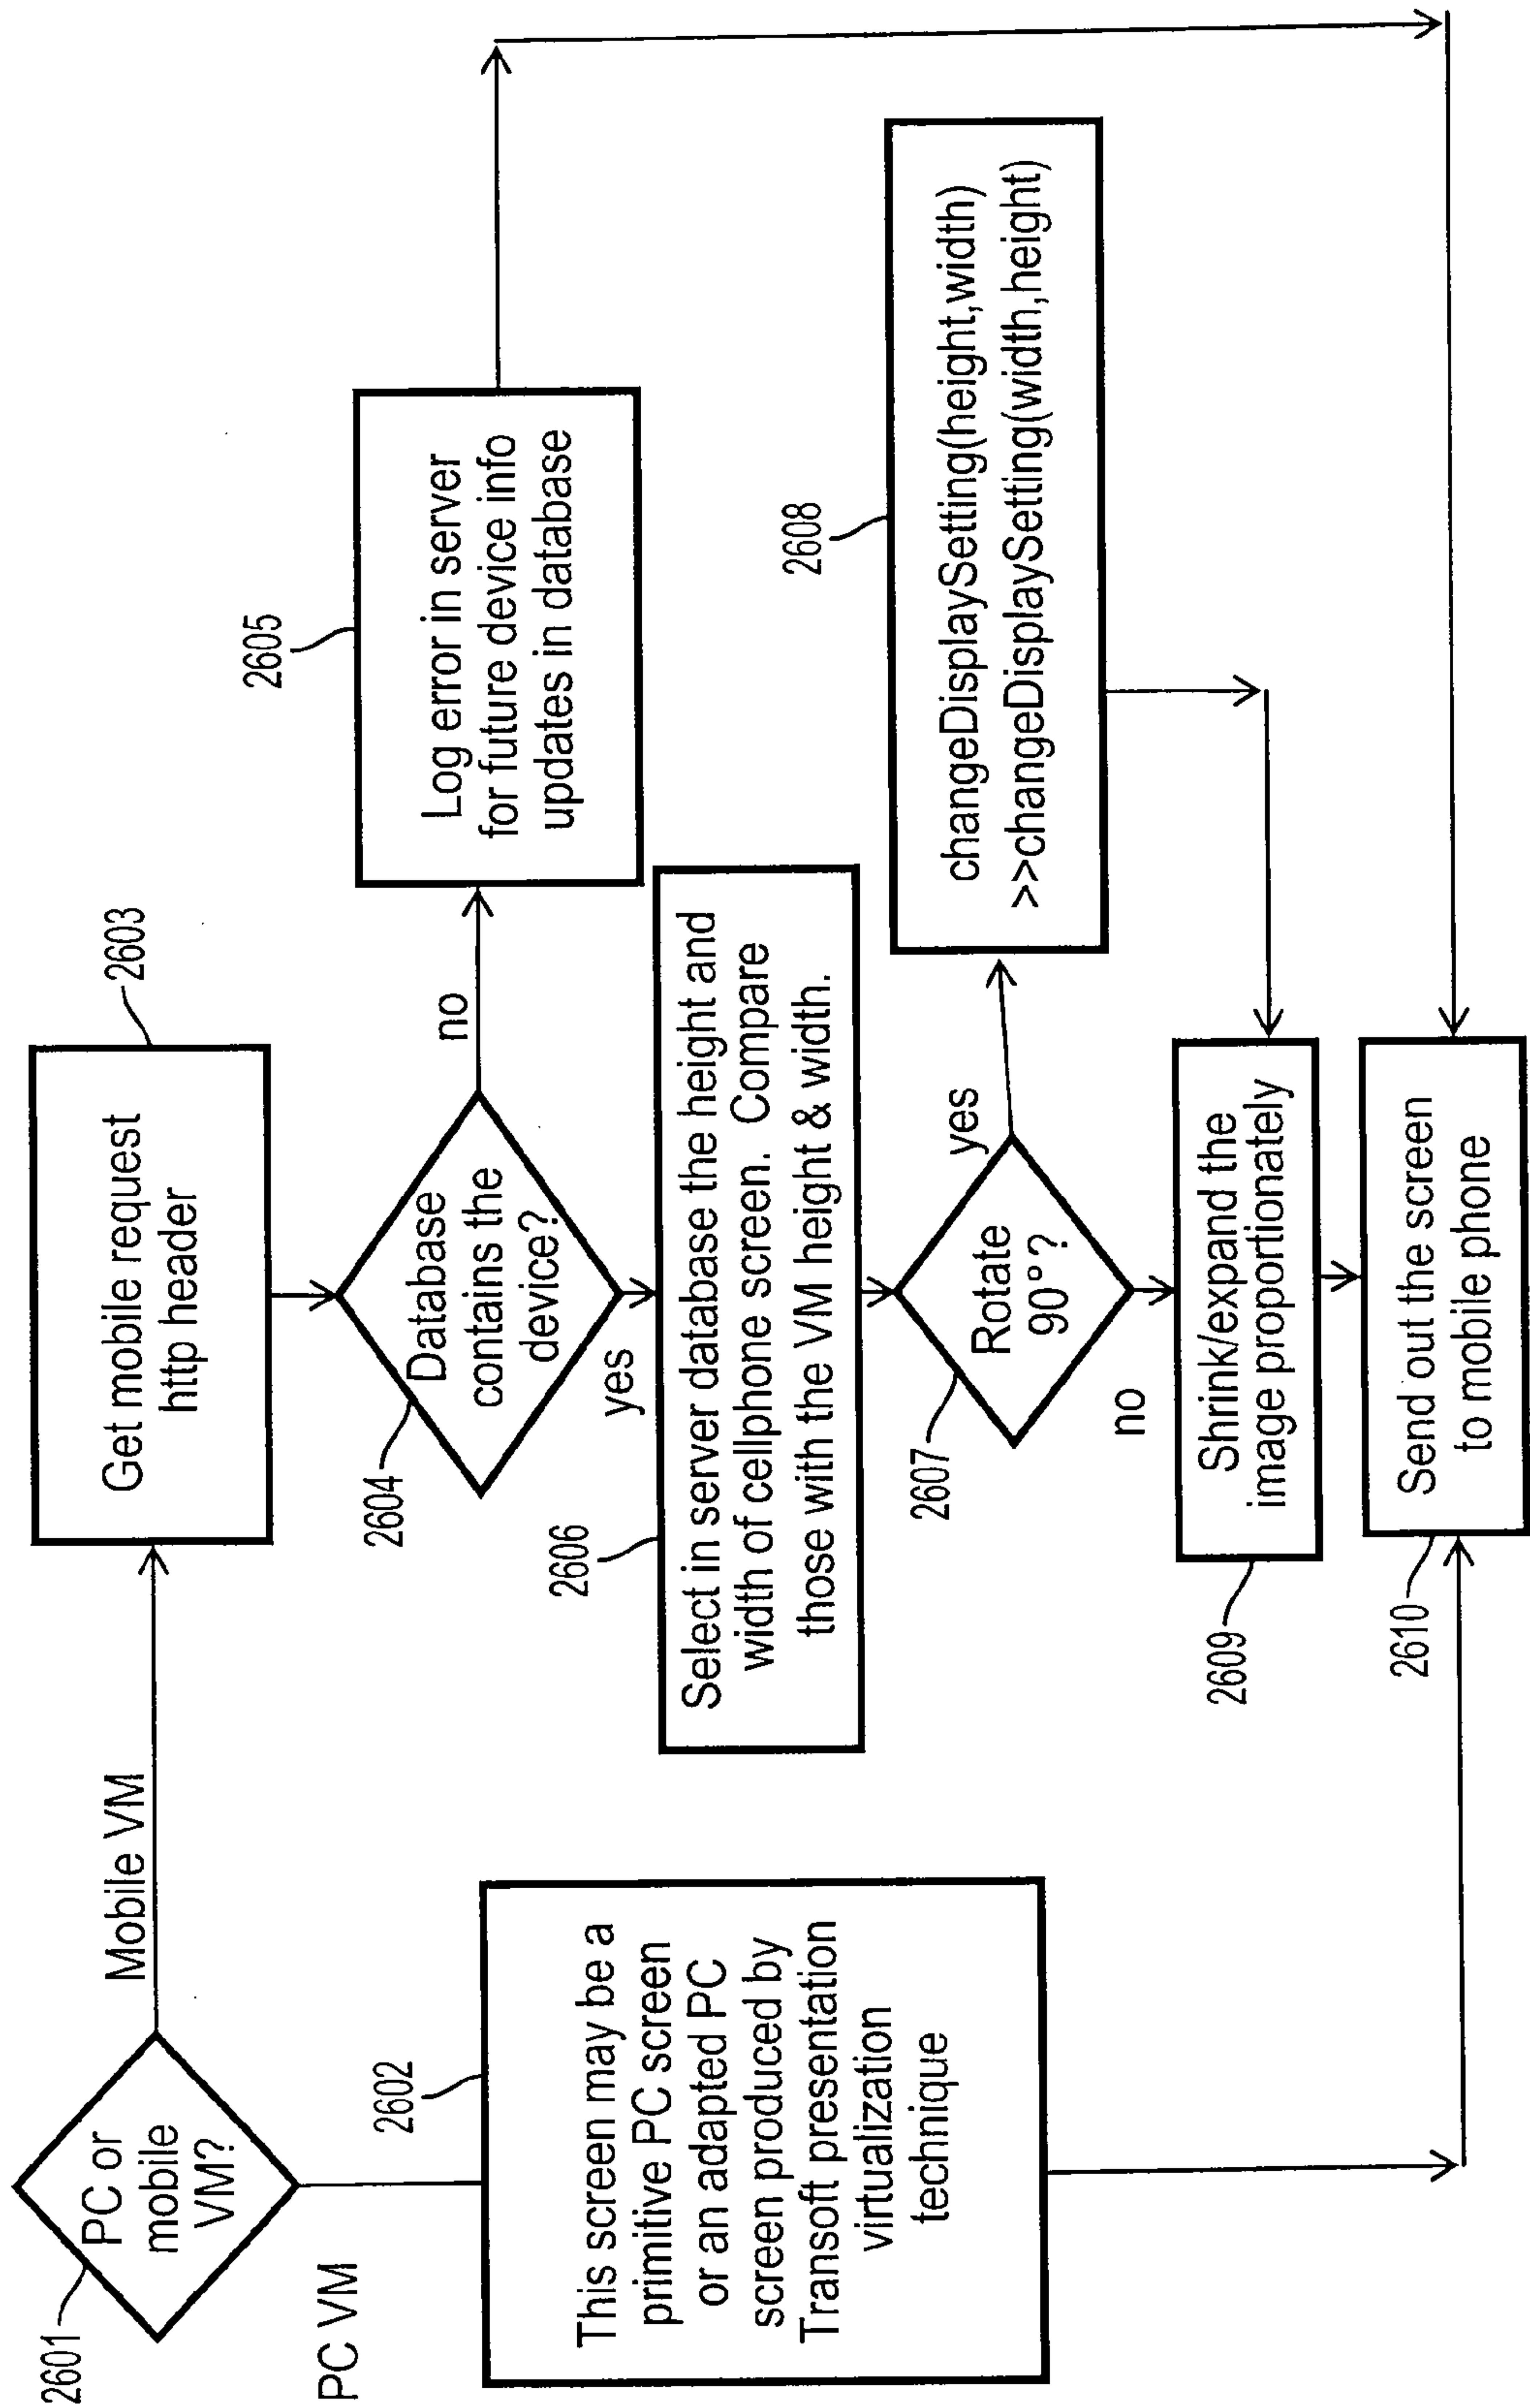 2601
PC or
mobile
VM?
Mobile VM
PC VM
2602
This screen may be a
primitive PC screen
or an adapted PC
screen produced by
Transoft presentation
virtualization
technique
2603
Get mobile request
http header
2604
Database
contains the
device?
no
yes
2605
Log error in server
for future device info
updates in database
2606
Select in server database the height and
width of cellphone screen. Compare
those with the VM height & width.
2607
Rotate
90°?
yes
no
2608
changeDisplaySetting(height,width)
>>changeDisplaySetting(width,height)
2609
Shrink/expand the
image proportionately
2610
Send out the screen
to mobile phone